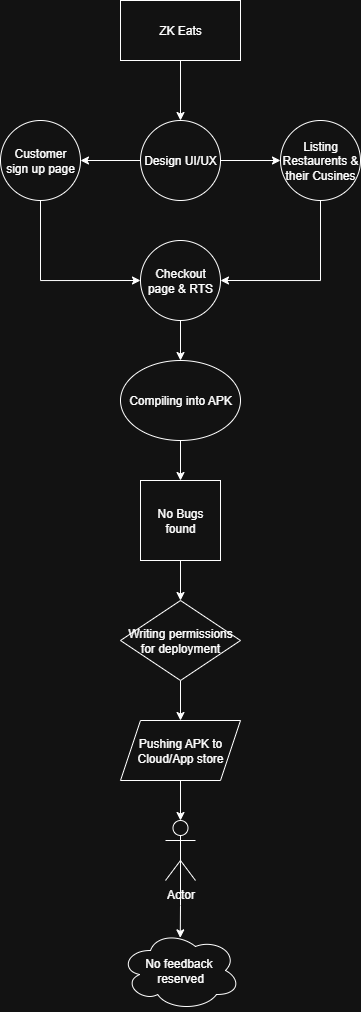 ZK Eats
Customer
sign up page
Design UI/UX
Listing
Restaurents &
their Cusines
Checkout
page & RTS
Compiling into APK
No Bugs
found
Writing permissions
for deployment
Pushing APK to
Cloud/App store
Actor
No feedback
reserved